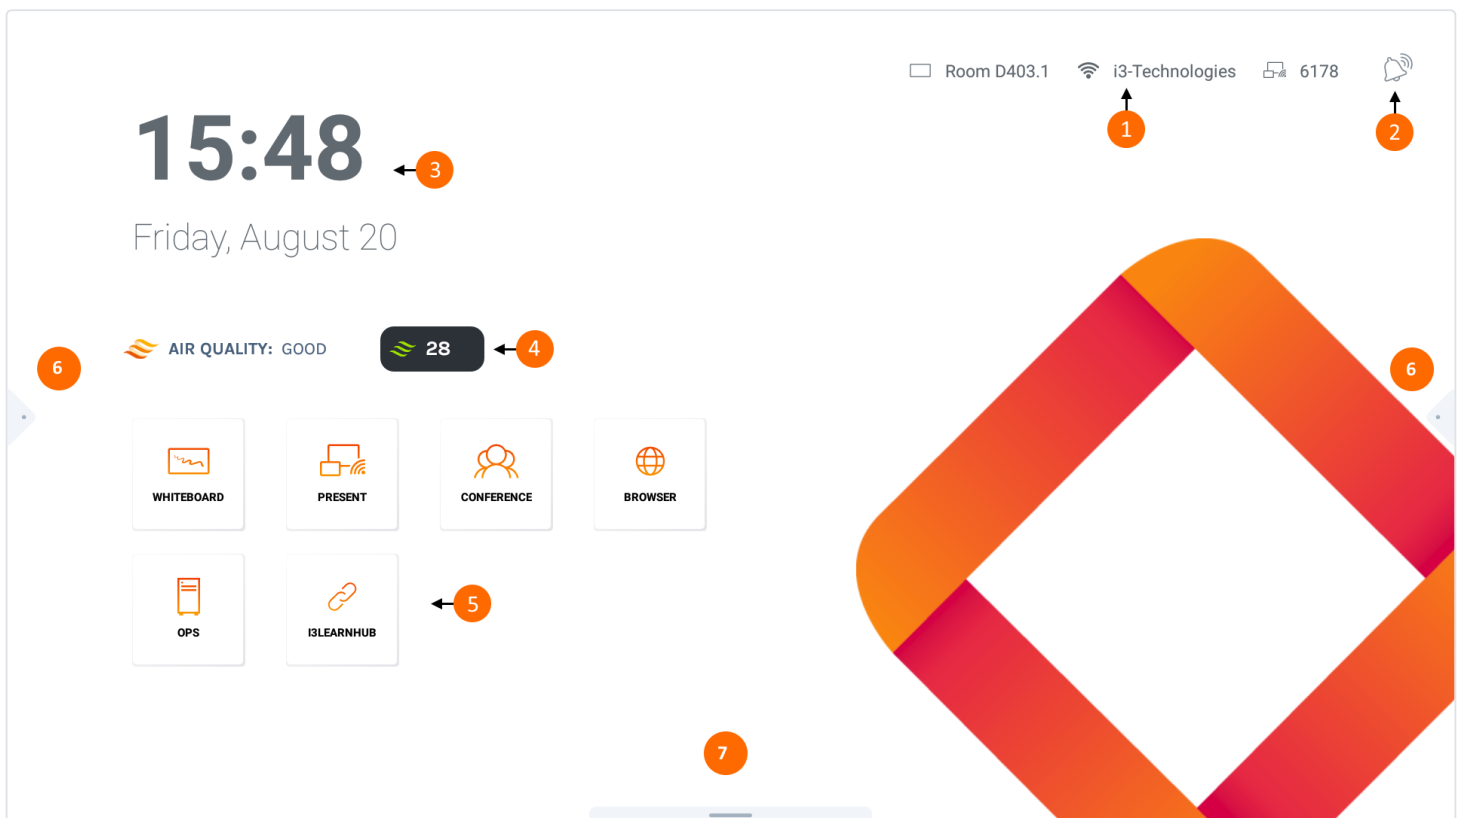 Room D403.1 i3-Technologies 6178
1 2
15:48
3
Friday, August 20
AIR QUALITY: GOOD 28 4
6 6
WHITEBOARD PRESENT CONFERENCE BROWSER
5
OPS I3LEARNHUB
7